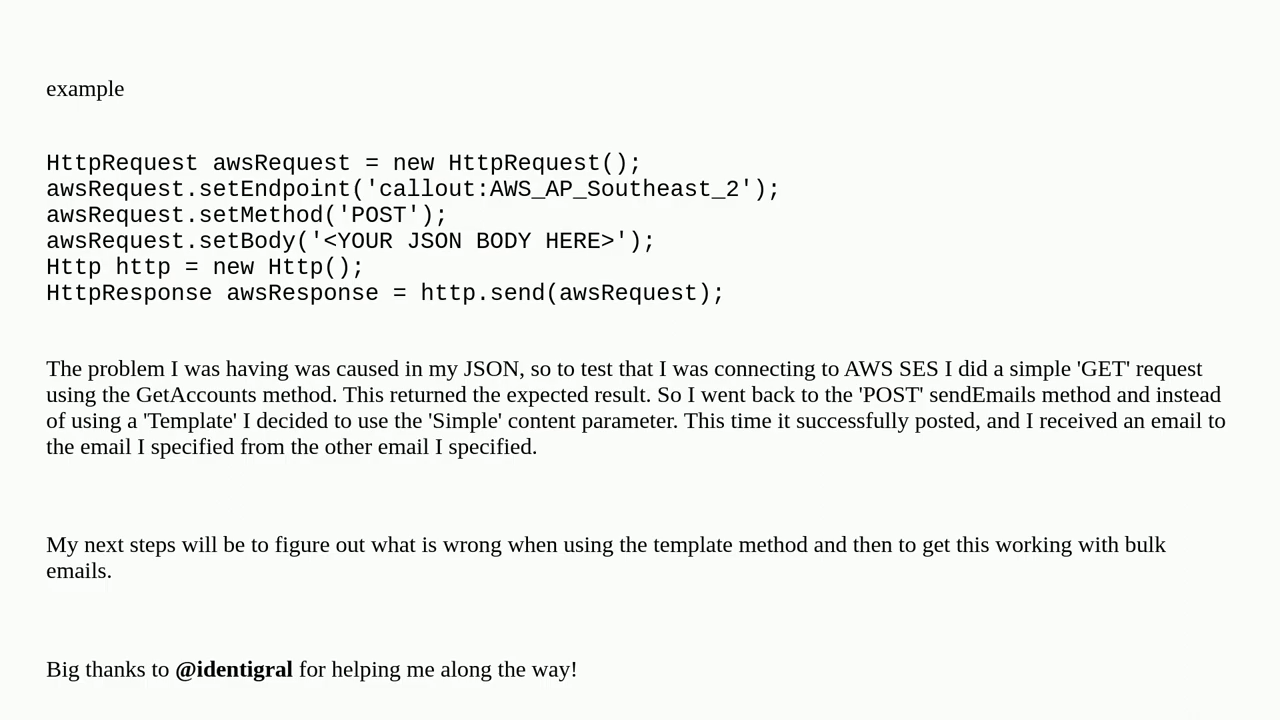 example
HttpRequest awsRequest = new HttpRequest();
awsRequest.setEndpoint('callout:AWS_AP_Southeast_2');
awsRequest.setMethod('POST');
awsRequest.setBody('<YOUR JSON BODY HERE>');
Http http = new Http();
HttpResponse awsResponse = http.send(awsRequest);
The problem I was having was caused in my JSON, so to test that I was connecting to AWS SES I did a simple 'GET' request
using the GetAccounts method. This returned the expected result. So I went back to the 'POST' sendEmails method and instead
of using a 'Template' I decided to use the 'Simple' content parameter. This time it successfully posted, and I received an email to
the email I specified from the other email I specified.
My next steps will be to figure out what is wrong when using the template method and then to get this working with bulk
emails.
Big thanks to @identigral for helping me along the way!